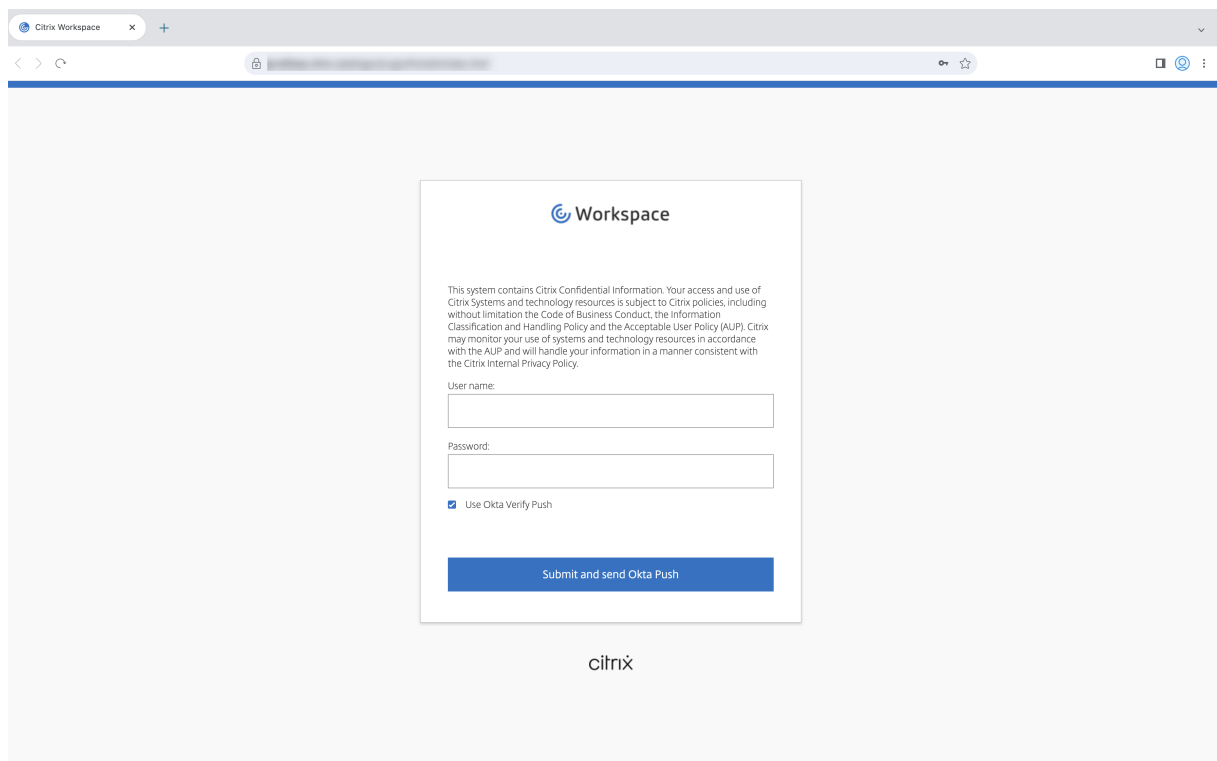 Citrix Workspace
Workspace
This system contains Citrix Confidential Information. Your access and use of
Citrix Systems and technology resources is subject to Citrix policies, including
without limitation the Code of Business Conduct, the Information
Classification and Handling Policy and the Acceptable User Policy (AUP). Citrix
may monitor your use of systems and technology resources in accordance
with the AUP and will handle your information in a manner consistent with
the Citrix Internal Privacy Policy.
User name:
Password:
Use Okta Verify Push
Submit and send Okta Push
citrix